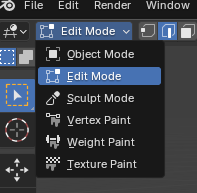 File Edit Render Window
Edit Mode
Object Mode
Edit Mode
Sculpt Mode
Vertex Paint
Weight Paint
Texture Paint